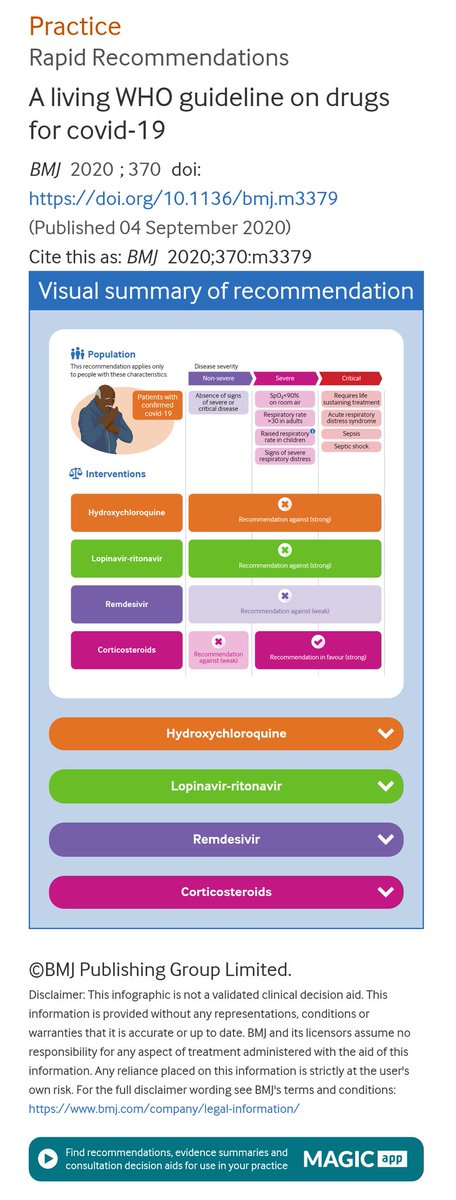 Practice
Rapid Recommendations
A living WHO guideline on drugs
for covid-19
BMJ 2020 ; 370 doi:
https://doi.org/10.1136/bmj.m3379
(Published 04 September 2020)
Cite this as: BMJ 2020;370:m3379
Visual summary of recommendation
Population
This recommendation applies only
to people with these characteristics.
Patients with
confirmed
covid-19
Disease severity
Non-severe
Severe
Critical
Absence of signs
of severe or
critical disease
SpO₂<90%
on room air
Respiratory rate
>30 in adults
Raised respiratory
rate in children
Signs of severe
respiratory distress
Requires life
sustaining treatment
Acute respiratory
distress syndrome
Sepsis
Septic shock
Interventions
Hydroxychloroquine
Recommendation against (strong)
Lopinavir-ritonavir
Recommendation against (strong)
Remdesivir
Recommendation against (weak)
Corticosteroids
Recommendation
against (weak)
Recommendation in favour (strong)
Hydroxychloroquine
Lopinavir-ritonavir
Remdesivir
Corticosteroids
©BMJ Publishing Group Limited.
Disclaimer: This infographic is not a validated clinical decision aid. This
information is provided without any representations, conditions or
warranties that it is accurate or up to date. BMJ and its licensors assume no
responsibility for any aspect of treatment administered with the aid of this
information. Any reliance placed on this information is strictly at the user's
own risk. For the full disclaimer wording see BMJ's terms and conditions:
https://www.bmj.com/company/legal-information/
Find recommendations, evidence summaries and
consultation decision aids for use in your practice
MAGIC app